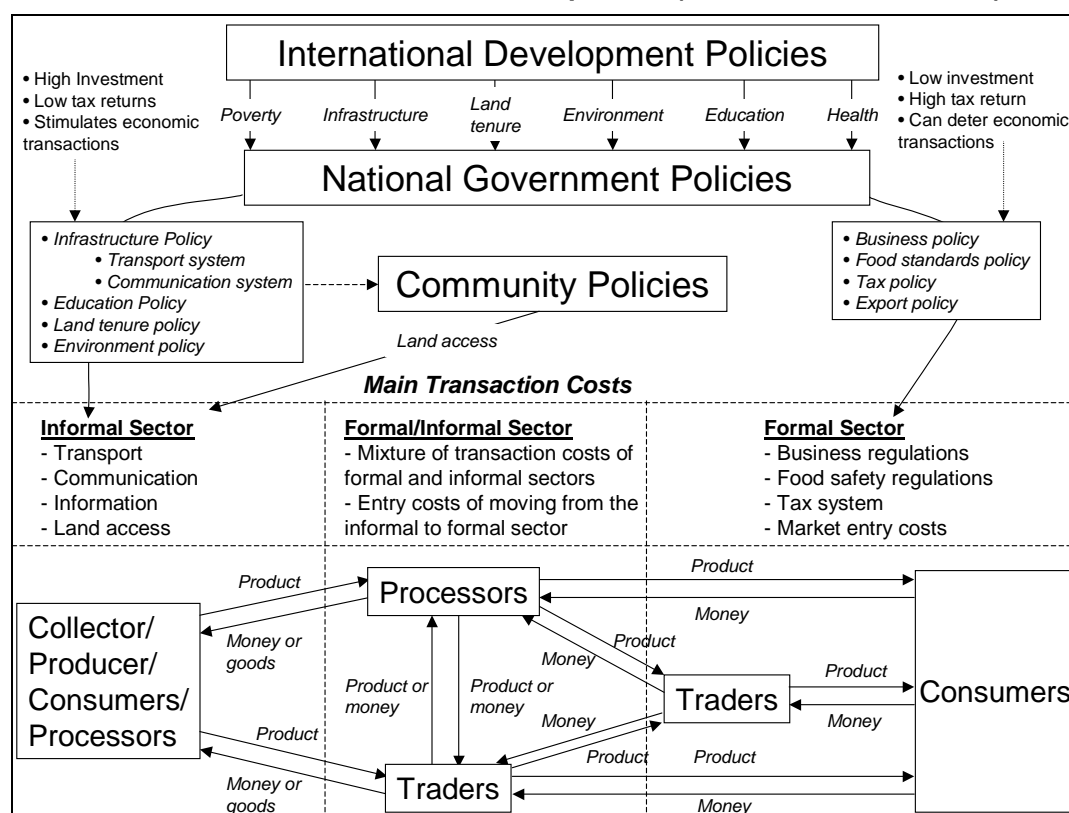 International Development Policies
• High Investment
• Low tax returns
• Stimulates economic
transactions
• Low investment
• High tax return
• Can deter economic
transactions
Poverty
Infrastructure
Land
tenure
Environment
Education
Health
National Government Policies
• Infrastructure Policy
• Transport system
• Communication system
• Education Policy
• Land tenure policy
• Environment policy
Community Policies
• Business policy
• Food standards policy
• Tax policy
• Export policy
Land access
Main Transaction Costs
Informal Sector
- Transport
- Communication
- Information
- Land access
Formal/Informal Sector
- Mixture of transaction costs of
formal and informal sectors
- Entry costs of moving from the
informal to formal sector
Formal Sector
- Business regulations
- Food safety regulations
- Tax system
- Market entry costs
Collector/
Producer/
Consumers/
Processors
Product
Money or
goods
Product
Money or
goods
Processors
Product or
money
Product or
money
Traders
Product
Money
Product
Money
Money
Product
Traders
Product
Money
Product
Money
Consumers